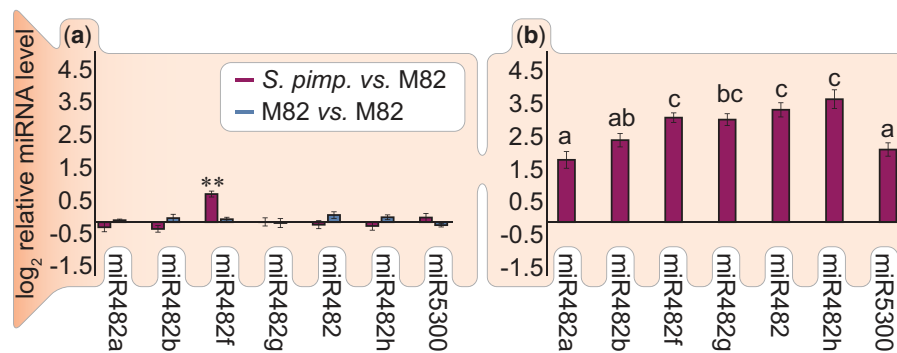 log2 relative miRNA level
(a)
4.5
3.5
2.5
1.5
0.5
-0.5
-1.5
S. pimp. vs. M82
M82 vs. M82
**
miR482a
miR482b
miR482f
miR482g
miR482
miR482h
miR5300
(b)
4.5
3.5
2.5
1.5
0.5
-0.5
-1.5
a
ab
c
bc
c
c
a
miR482a
miR482b
miR482f
miR482g
miR482
miR482h
miR5300